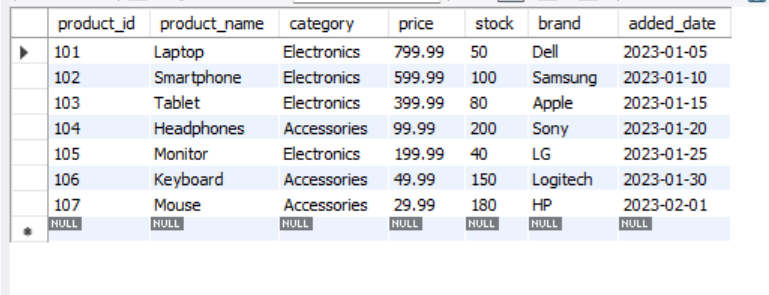 product_id product_name category price stock brand added_date
101 Laptop Electronics 799.99 50 Dell 2023-01-05
102 Smartphone Electronics 599.99 100 Samsung 2023-01-10
103 Tablet Electronics 399.99 80 Apple 2023-01-15
104 Headphones Accessories 99.99 200 Sony 2023-01-20
105 Monitor Electronics 199.99 40 LG 2023-01-25
106 Keyboard Accessories 49.99 150 Logitech 2023-01-30
107 Mouse Accessories 29.99 180 HP 2023-02-01
NULL NULL NULL NULL NULL NULL NULL